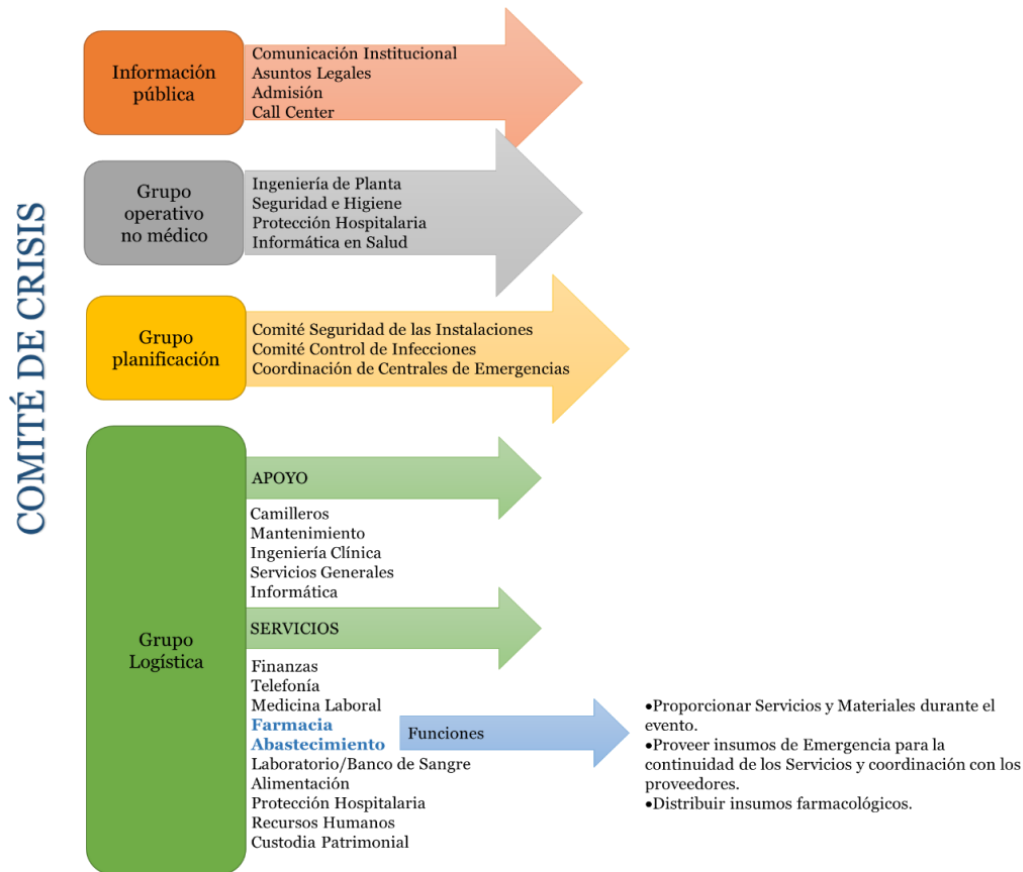 COMITÉ DE CRISIS
Información
pública
Comunicación Institucional
Asuntos Legales
Admisión
Call Center
Grupo
operativo
no médico
Ingeniería de Planta
Seguridad e Higiene
Protección Hospitalaria
Informática en Salud
Grupo
planificación
Comité Seguridad de las Instalaciones
Comité Control de Infecciones
Coordinación de Centrales de Emergencias
Grupo
Logística
APOYO
Camilleros
Mantenimiento
Ingeniería Clínica
Servicios Generales
Informática
SERVICIOS
Finanzas
Telefonía
Medicina Laboral
Farmacia
Abastecimiento
Laboratorio/Banco de Sangre
Alimentación
Protección Hospitalaria
Recursos Humanos
Custodia Patrimonial
Funciones
•Proporcionar Servicios y Materiales durante el
evento.
•Proveer insumos de Emergencia para la
continuidad de los Servicios y coordinación con los
proveedores.
•Distribuir insumos farmacológicos.